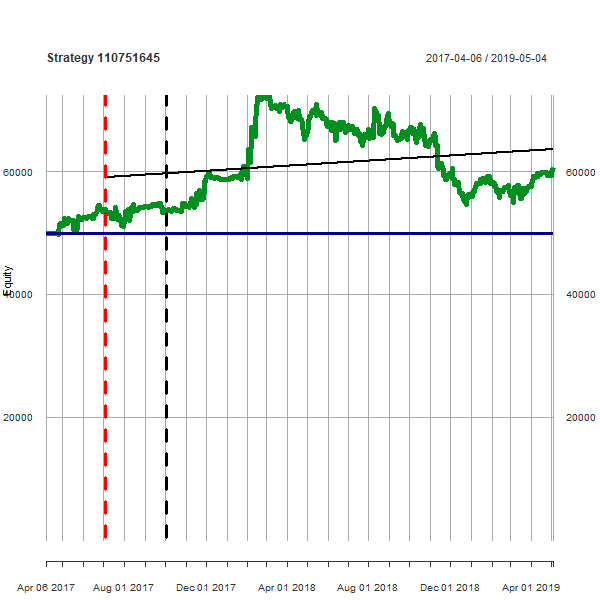 Strategy 110751645
2017-04-06 / 2019-05-04
60000
60000
Equity
40000
40000
20000
20000
Apr 06 2017
Aug 01 2017
Dec 01 2017
Apr 01 2018
Aug 01 2018
Dec 01 2018
Apr 01 2019